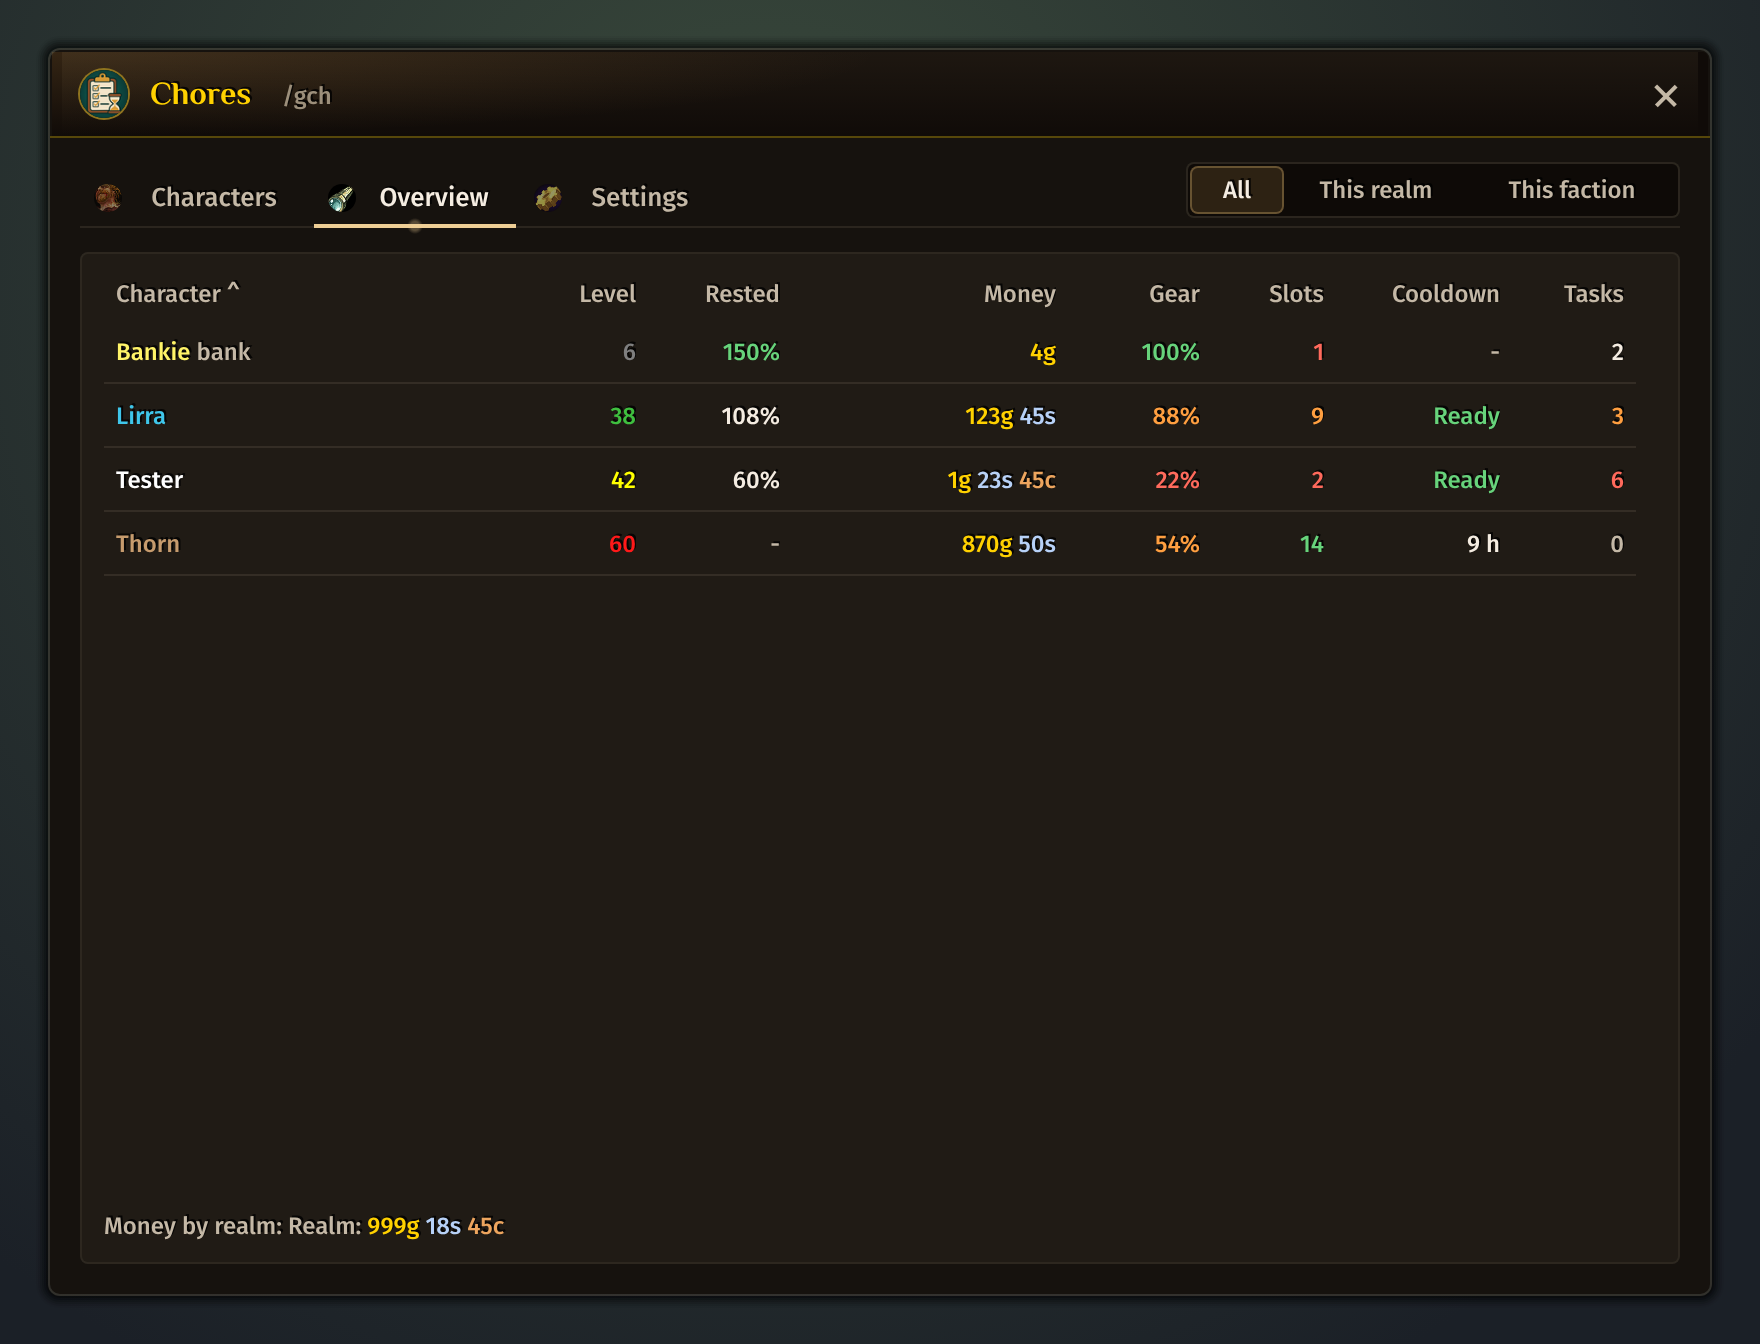 Chores /gch
Characters Overview Settings All This realm This faction
Character ^ Level Rested Money Gear Slots Cooldown Tasks
Bankie bank 6 150% 4g 100% 1 - 2
Lirra 38 108% 123g 45s 88% 9 Ready 3
Tester 42 60% 1g 23s 45c 22% 2 Ready 6
Thorn 60 - 870g 50s 54% 14 9 h 0
Money by realm: Realm: 999g 18s 45c